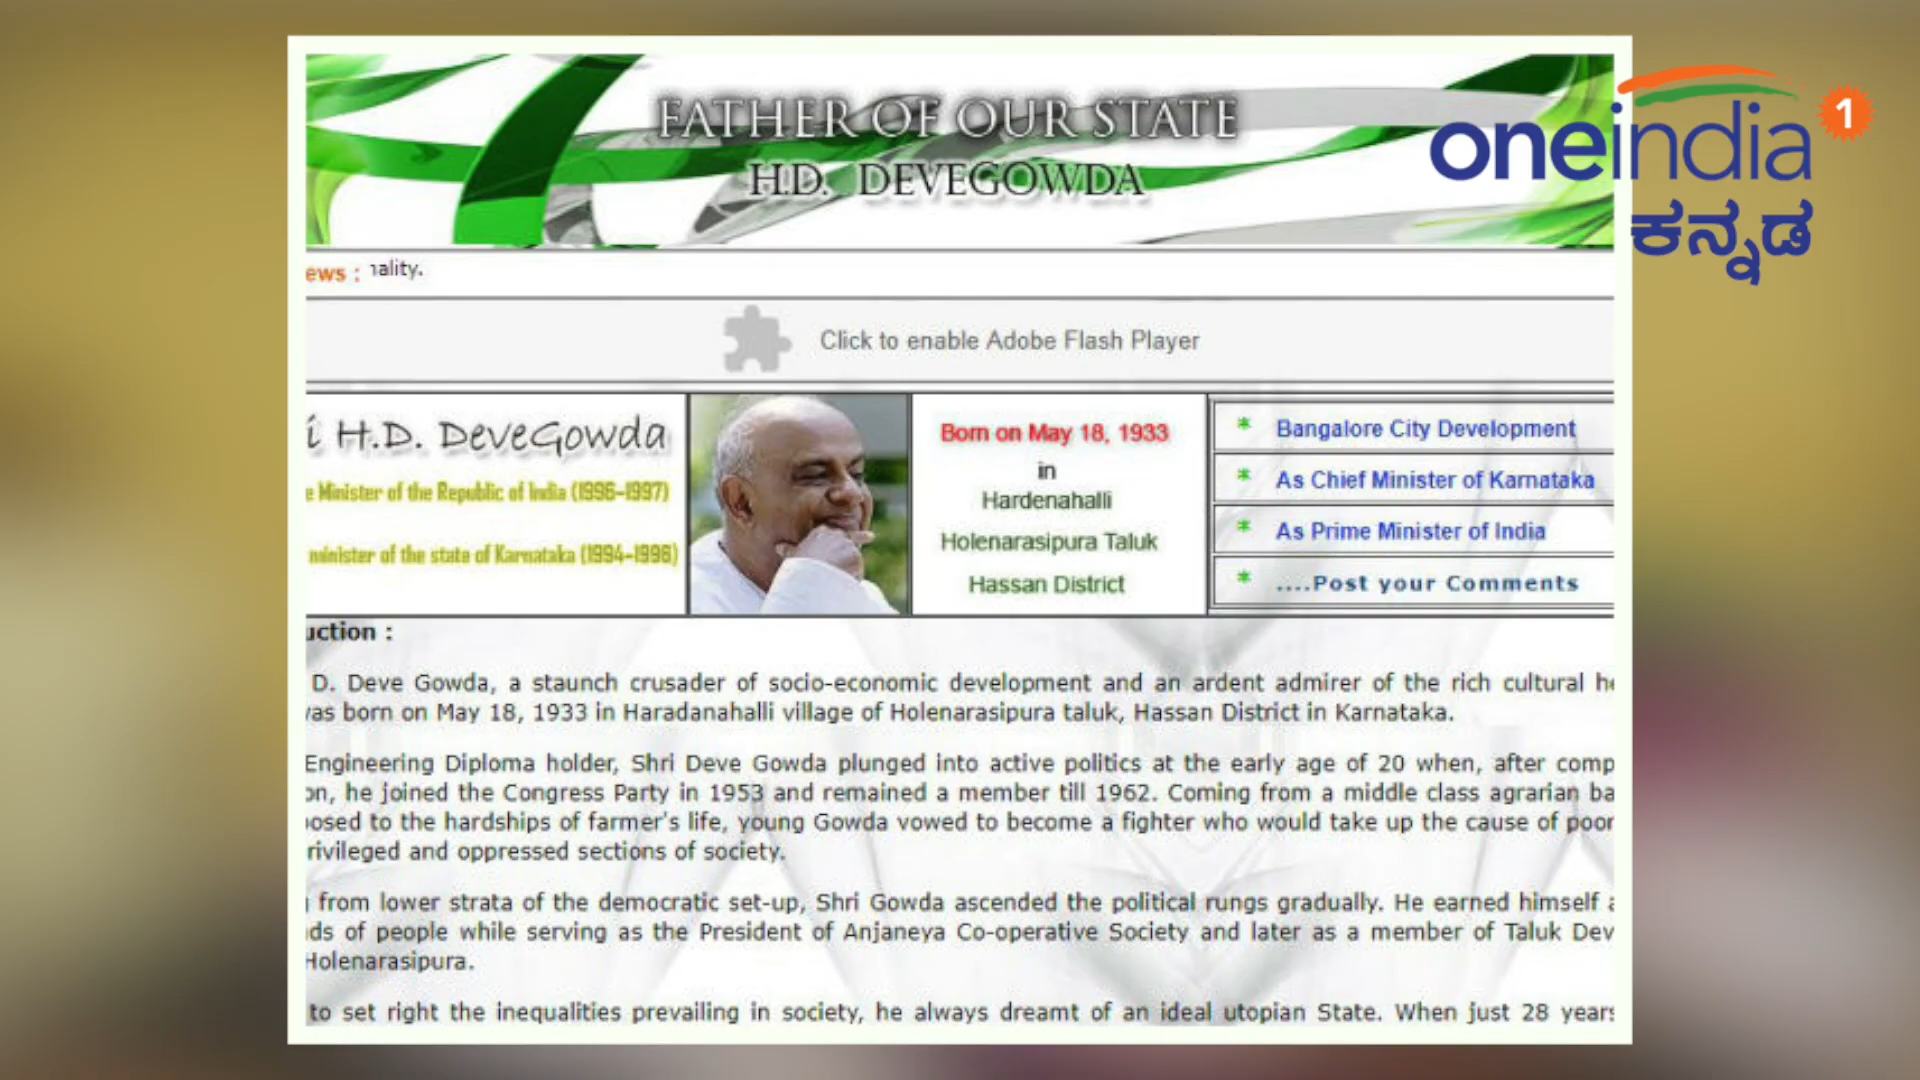 FATHER OF OUR STATE
H.D. DEVEGOWDA
oneindia 1
ಕನ್ನಡ
ews : ality.
Click to enable Adobe Flash Player
i H.D. DeveGowda
e Minister of the Republic of India (1996-1997)
minister of the state of Karnataka (1994-1996)
Born on May 18, 1933
in
Hardenahalli
Holenarasipura Taluk
Hassan District
* Bangalore City Development
* As Chief Minister of Karnataka
* As Prime Minister of India
* ....Post your Comments
uction :
D. Deve Gowda, a staunch crusader of socio-economic development and an ardent admirer of the rich cultural he
as born on May 18, 1933 in Haradanahalli village of Holenarasipura taluk, Hassan District in Karnataka.
Engineering Diploma holder, Shri Deve Gowda plunged into active politics at the early age of 20 when, after comp
on, he joined the Congress Party in 1953 and remained a member till 1962. Coming from a middle class agrarian ba
posed to the hardships of farmer's life, young Gowda vowed to become a fighter who would take up the cause of poor
rivileged and oppressed sections of society.
from lower strata of the democratic set-up, Shri Gowda ascended the political rungs gradually. He earned himself a
ds of people while serving as the President of Anjaneya Co-operative Society and later as a member of Taluk Dev
Holenarasipura.
to set right the inequalities prevailing in society, he always dreamt of an ideal utopian State. When just 28 years